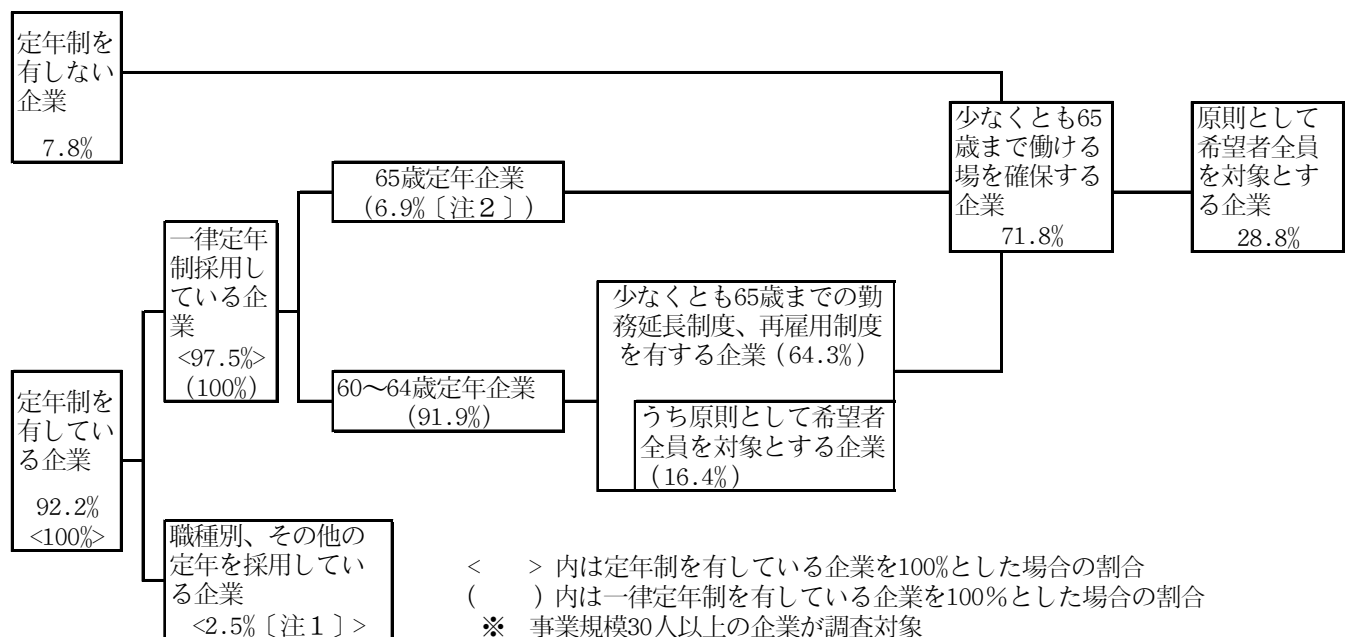 定年制を
有しない
企業
7.8%
少なくとも65
歳まで働ける
場を確保する
企業
71.8%
原則として
希望者全員
を対象とす
る企業
28.8%
65歳定年企業
(6.9%〔注２〕)
一律定年
制採用し
ている企
業
<97.5%>
(100%)
少なくとも65歳までの勤
務延長制度、再雇用制度
を有する企業(64.3%)
60～64歳定年企業
(91.9%)
うち原則として希望者
全員を対象とする企業
(16.4%)
定年制を
有してい
る企業
92.2%
<100%>
職種別、その他の
定年を採用してい
る企業
<2.5%〔注１〕>
<　　> 内は定年制を有している企業を100%とした場合の割合
(　　) 内は一律定年制を有している企業を100％とした場合の割合
※　事業規模30人以上の企業が調査対象